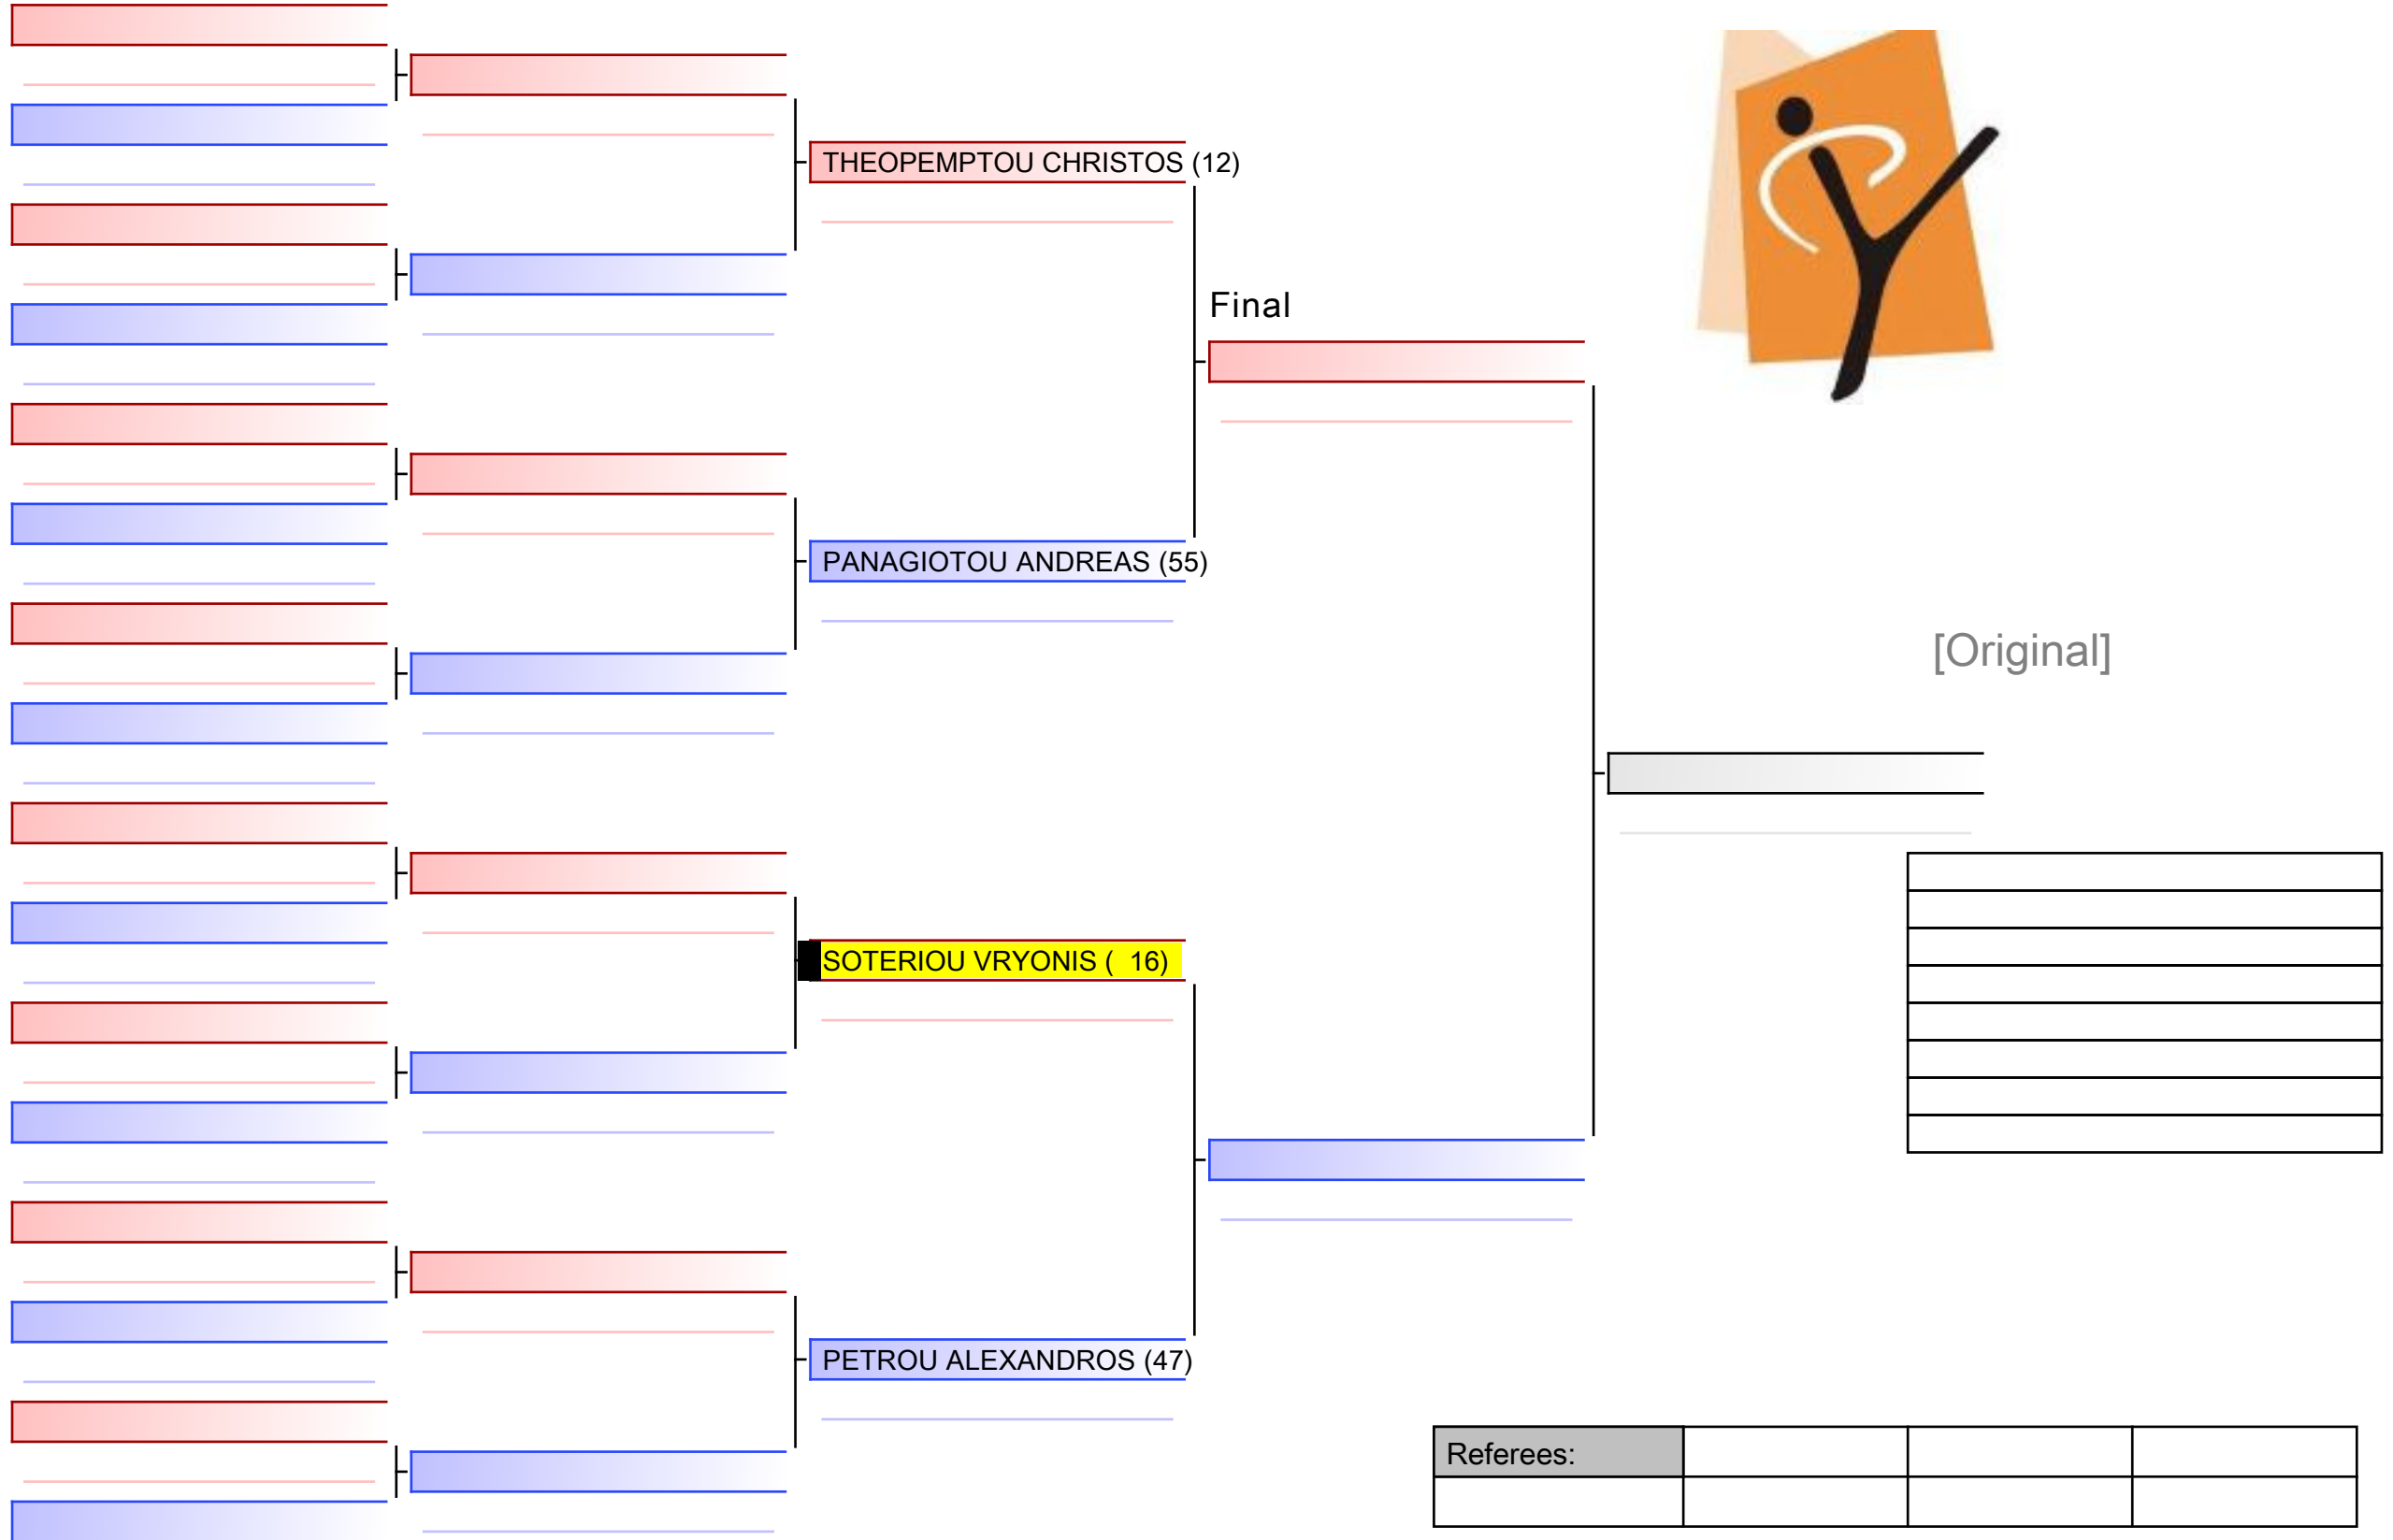 THEOPEMPTOU CHRISTOS (12)
Final
PANAGIOTOU ANDREAS (55)
[Original]
SOTERIOU VRYONIS (  16)
PETROU ALEXANDROS (47)
Referees: